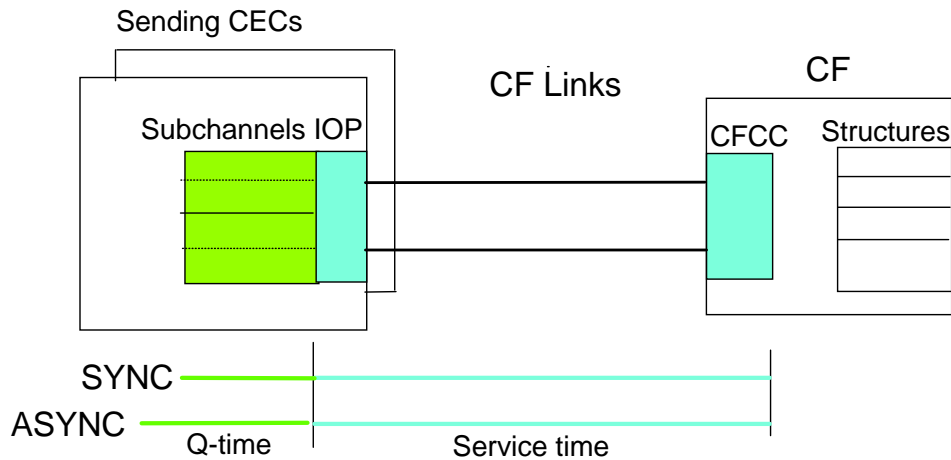 Sending CECs
CF Links
CF
Subchannels IOP
CFCC
Structures
SYNC
ASYNC
Q-time
Service time